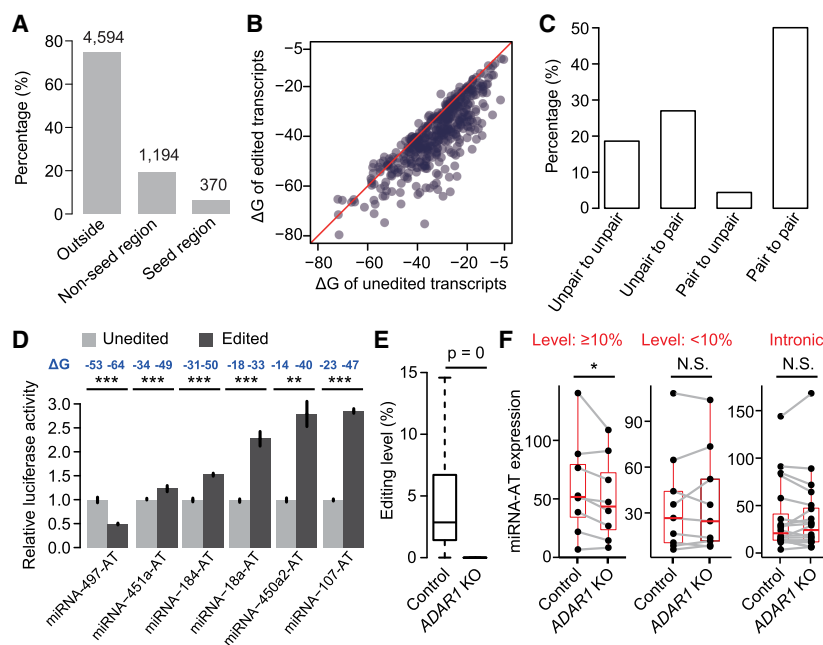 A
Percentage (%)
80
60
40
20
0
4,594
1,194
370
Outside
Non-seed region
Seed region
B
ΔG of edited transcripts
−5
−20
−40
−60
−80
−80
−60
−40
−20
−5
ΔG of unedited transcripts
C
Percentage (%)
50
40
30
20
10
0
Unpair to unpair
Unpair to pair
Pair to unpair
Pair to pair
D
Unedited
Edited
ΔG
-53 -64
-34 -49
-31 -50
-18 -33
-14 -40
-23 -47
***
***
***
***
**
***
Relative luciferase activity
3.0
2.5
2.0
1.5
1.0
0.5
0.0
miRNA−497-AT
miRNA−451a-AT
miRNA−184-AT
miRNA−18a-AT
miRNA−450a2-AT
miRNA−107-AT
E
p = 0
Editing level (%)
15
10
5
0
Control
ADAR1 KO
F
Level: ≥10%
Level: <10%
Intronic
*
N.S.
N.S.
miRNA-AT expression
100
50
0
90
60
30
150
100
50
0
Control
ADAR1 KO
Control
ADAR1 KO
Control
ADAR1 KO